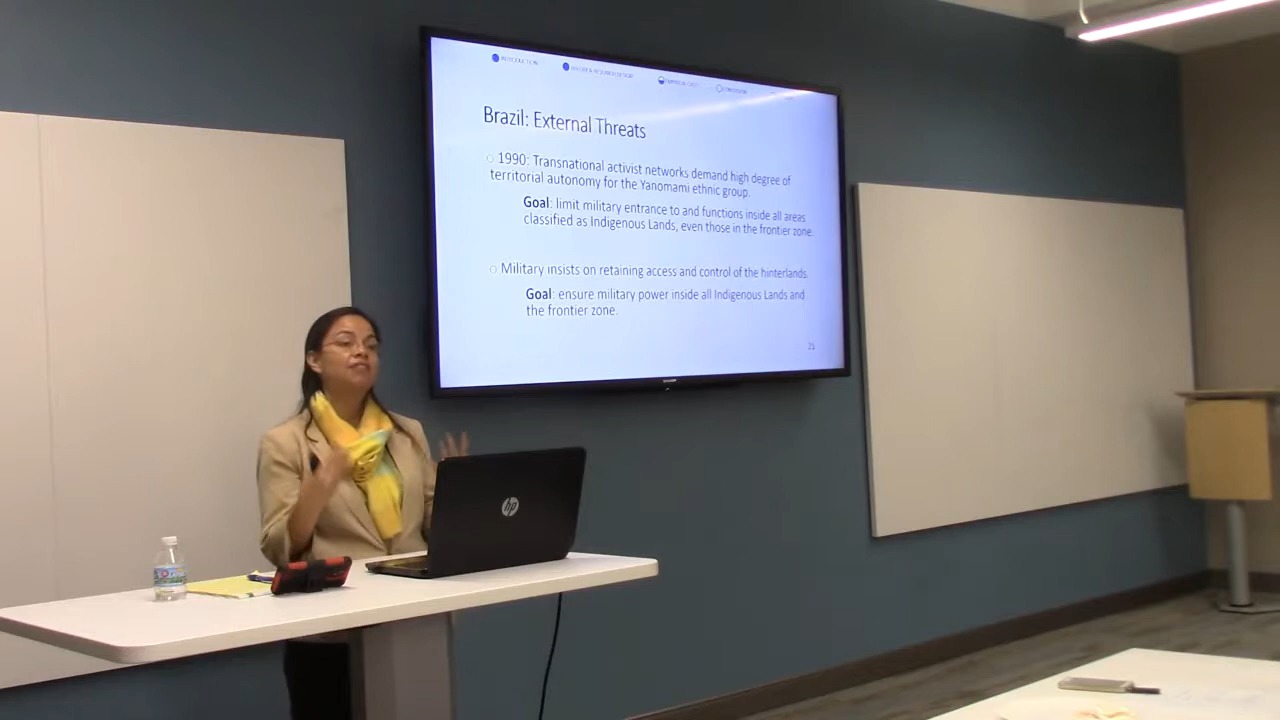 INTRODUCTION
Brazil: External Threats
1990: Transnational activist networks demand high degree of
territorial autonomy for the Yanomami ethnic group.
Goal: limit military entrance to and functions inside all areas
classified as Indigenous Lands, even those in the frontier zone.
Military insists on retaining access and control of the hinterlands.
Goal: ensure military power inside all Indigenous Lands and
the frontier zone.
21
hp